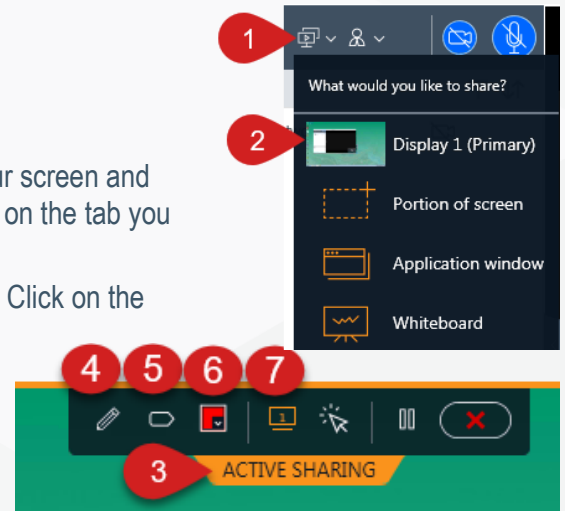 1
What would you like to share?
2
Display 1 (Primary)
ur screen and
Portion of screen
on the tab you
Application window
Click on the
Whiteboard
4 5 6 7
1
3
ACTIVE SHARING